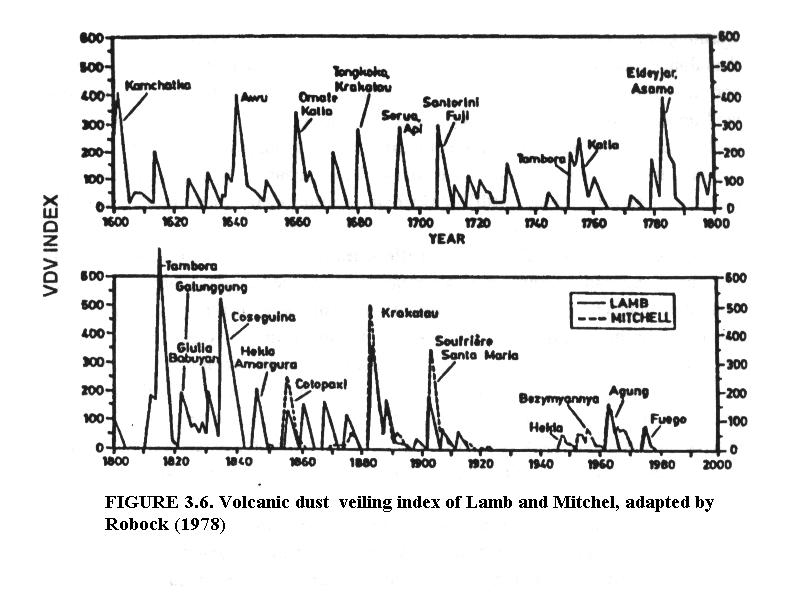 VDV INDEX
600
500
400
300
200
100
0
Kamchatka
Awu
Ornate
Katla
Tongkoko,
Krakatau
Serua,
Api
Santorini
Fuji
Tambora
Katla
Eldeyjar,
Asama
600
500
400
300
200
100
0
1600 1620 1640 1660 1680 1700 1720 1740 1760 1780 1800
YEAR
600
500
400
300
200
100
0
Tambora
Galunggung
Giulia
Babuyan
Coseguina
Hekla
Amargura
Cotopaxi
Krakatau
Soufrière
Santa Maria
LAMB
MITCHELL
Hekla
Bezymyannya
Agung
Fuego
600
500
400
300
200
100
0
1800 1820 1840 1860 1880 1900 1920 1940 1960 1980 2000
FIGURE 3.6. Volcanic dust veiling index of Lamb and Mitchel, adapted by
Robock (1978)